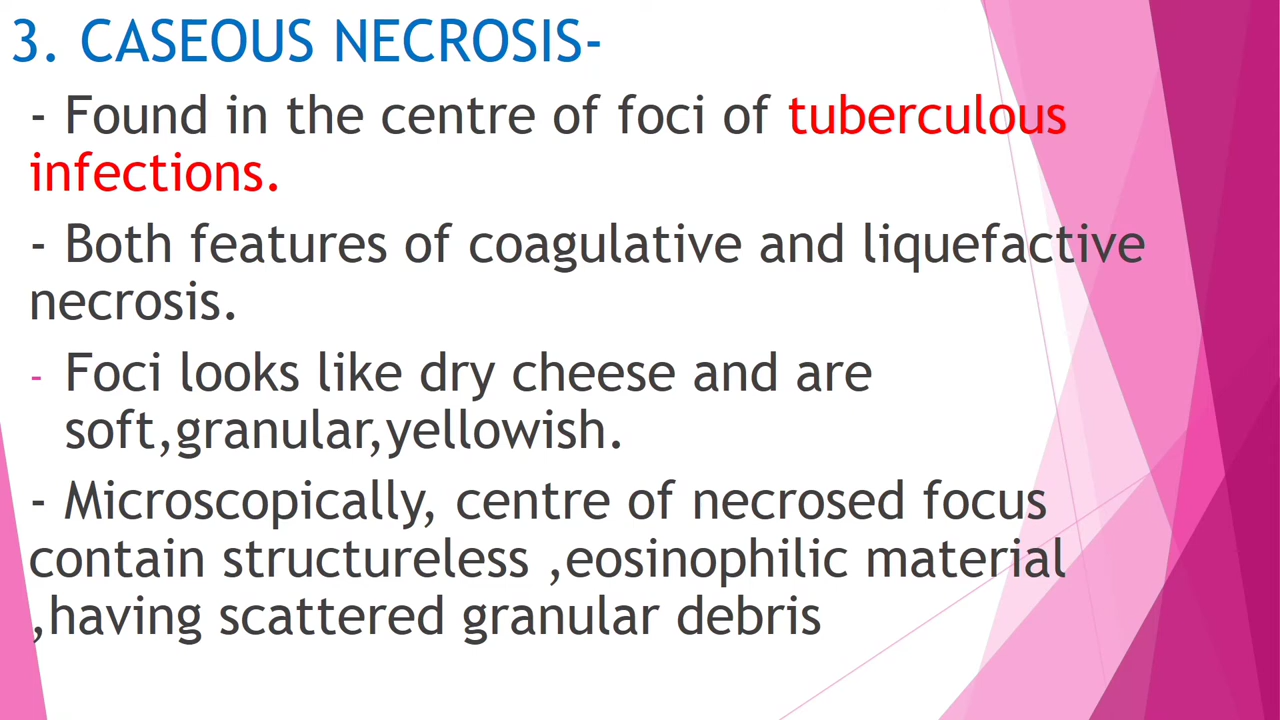 3. CASEOUS NECROSIS-
- Found in the centre of foci of tuberculous
infections.
- Both features of coagulative and liquefactive
necrosis.
- Foci looks like dry cheese and are
soft,granular,yellowish.
- Microscopically, centre of necrosed focus
contain structureless ,eosinophilic material
,having scattered granular debris